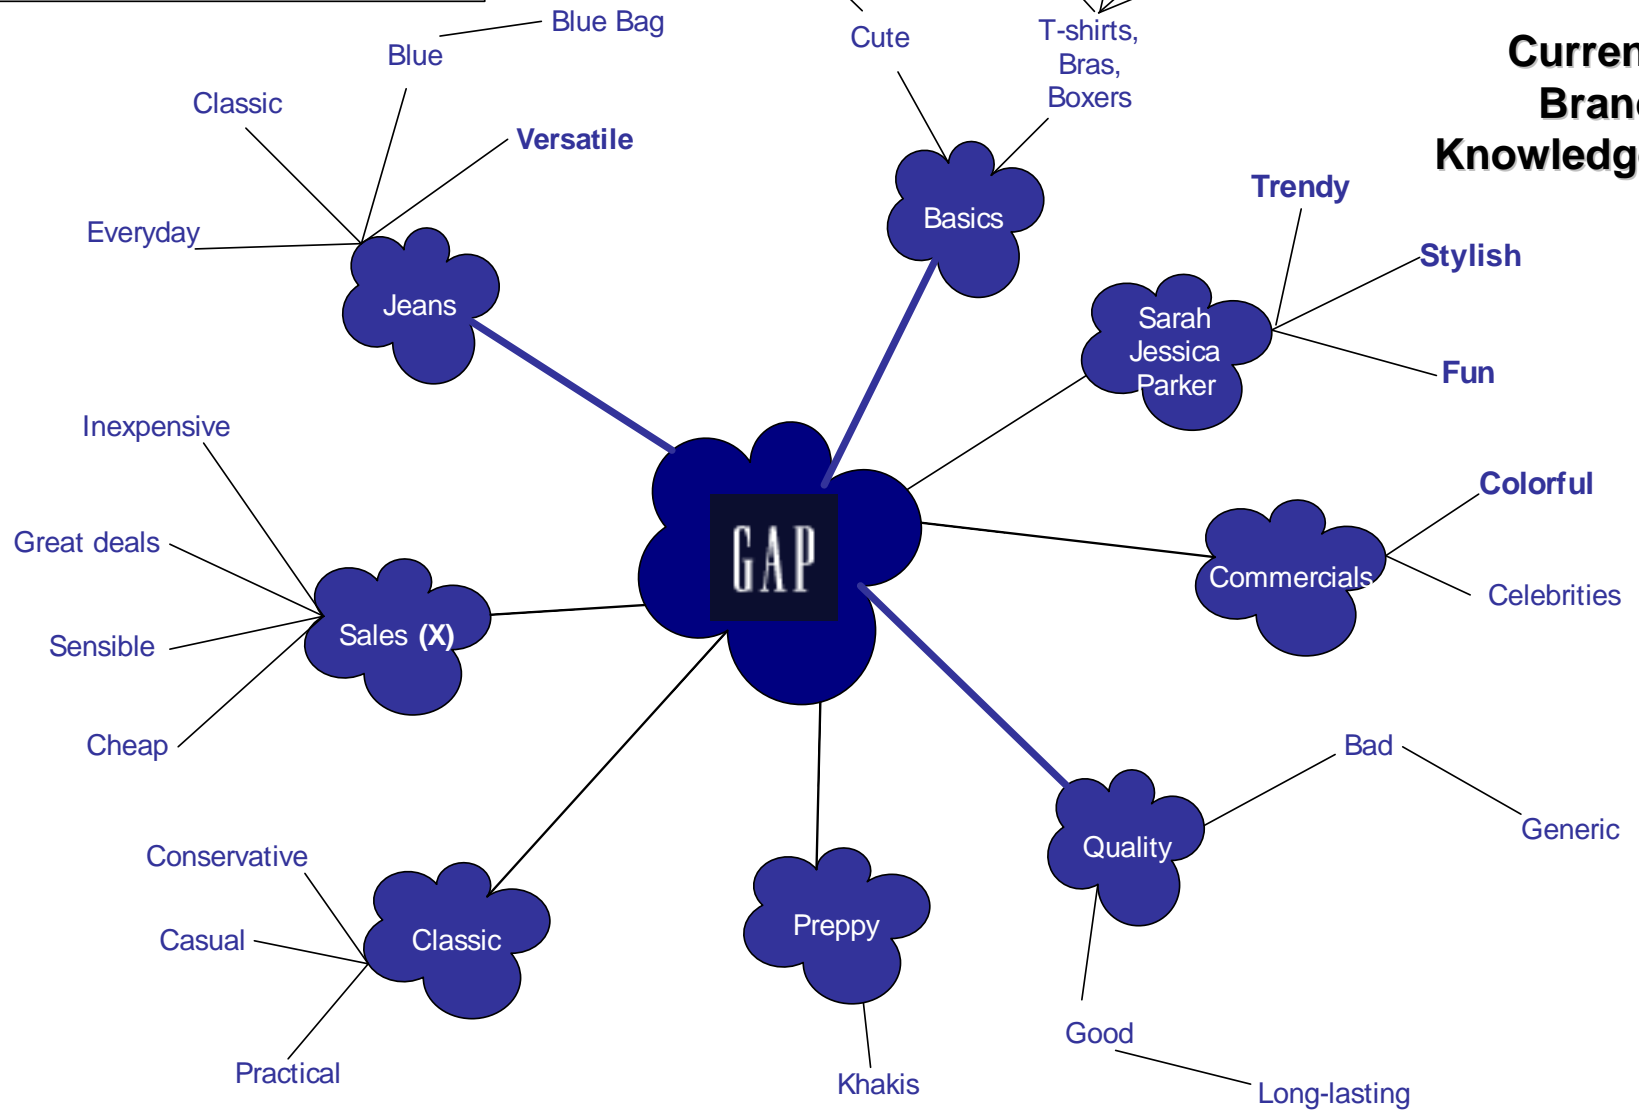 Blue Bag
Blue
Cute
T-shirts,
Bras,
Boxers
Curren
Bran
Knowledg
Classic
Versatile
Everyday
Jeans
Basics
Trendy
Stylish
Sarah
Jessica
Parker
Fun
Inexpensive
Great deals
Sensible
Cheap
Sales (X)
GAP
Colorful
Commercials
Celebrities
Bad
Generic
Quality
Good
Long-lasting
Conservative
Casual
Classic
Practical
Preppy
Khakis